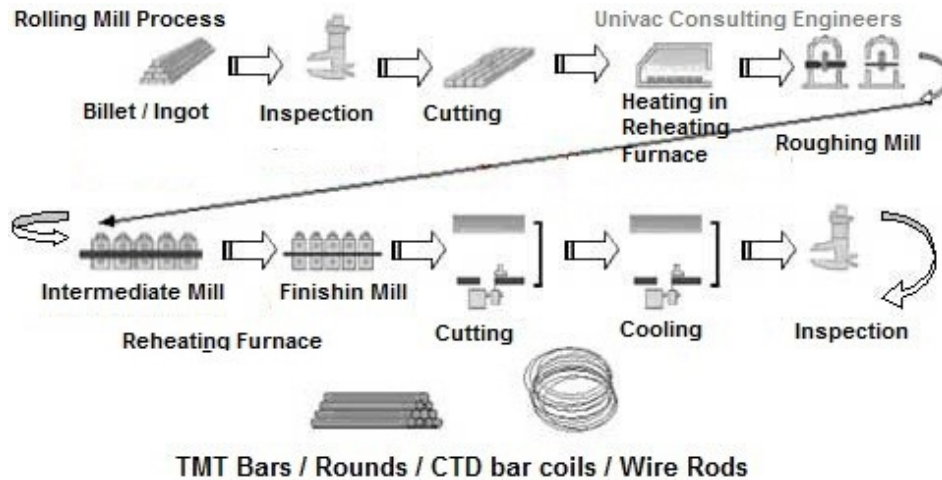 Rolling Mill Process
Univac Consulting Engineers
Billet / Ingot
Inspection
Cutting
Heating in
Reheating
Furnace
Roughing Mill
Intermediate Mill
Finishin Mill
Cutting
Cooling
Inspection
Reheating Furnace
TMT Bars / Rounds / CTD bar coils / Wire Rods